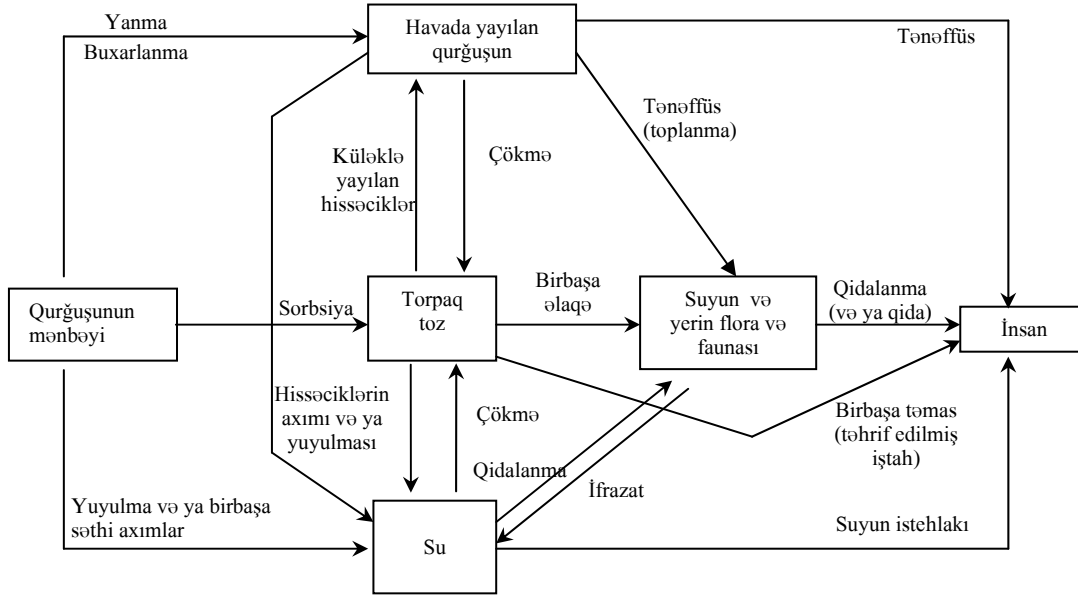 Yanma
Buxarlanma
Havada yayılan
qurğuşun
Tənəffüs
Tənəffüs
(toplanma)
Küləklə
yayılan
hissəciklər
Çökmə
Qurğuşunun
mənbəyi
Sorbsiya
Torpaq
toz
Birbaşa
əlaqə
Suyun və
yerin flora və
faunası
Qidalanma
(və ya qida)
İnsan
Hissəciklərin
axımı və ya
yuyulması
Çökmə
Qidalanma
İfrazat
Birbaşa təmas
(təhrif edilmiş
iştah)
Yuyulma və ya birbaşa
səthi axımlar
Su
Suyun istehlakı